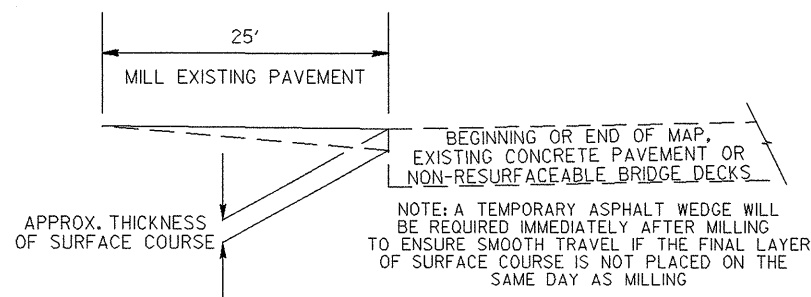 25'
MILL EXISTING PAVEMENT
BEGINNING OR END OF MAP,
EXISTING CONCRETE PAVEMENT OR
NON-RESURFACEABLE BRIDGE DECKS
APPROX. THICKNESS
OF SURFACE COURSE
NOTE: A TEMPORARY ASPHALT WEDGE WILL
BE REQUIRED IMMEDIATELY AFTER MILLING
TO ENSURE SMOOTH TRAVEL IF THE FINAL LAYER
OF SURFACE COURSE IS NOT PLACED ON THE
SAME DAY AS MILLING